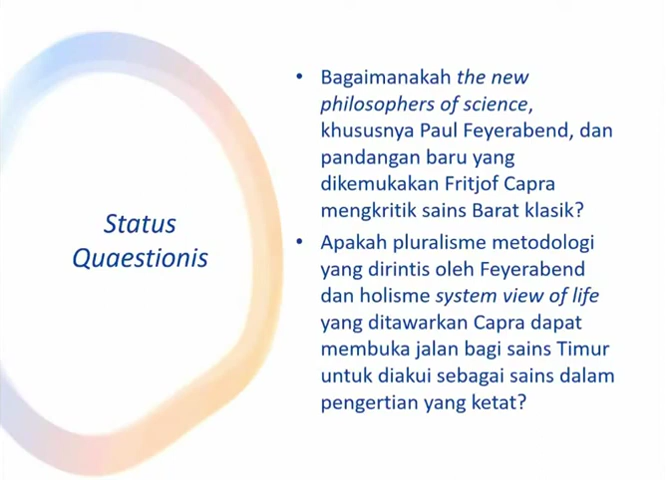 Status
Quaestionis
• Bagaimanakah the new
philosophers of science,
khususnya Paul Feyerabend, dan
pandangan baru yang
dikemukakan Fritjof Capra
mengkritik sains Barat klasik?
• Apakah pluralisme metodologi
yang dirintis oleh Feyerabend
dan holisme system view of life
yang ditawarkan Capra dapat
membuka jalan bagi sains Timur
untuk diakui sebagai sains dalam
pengertian yang ketat?